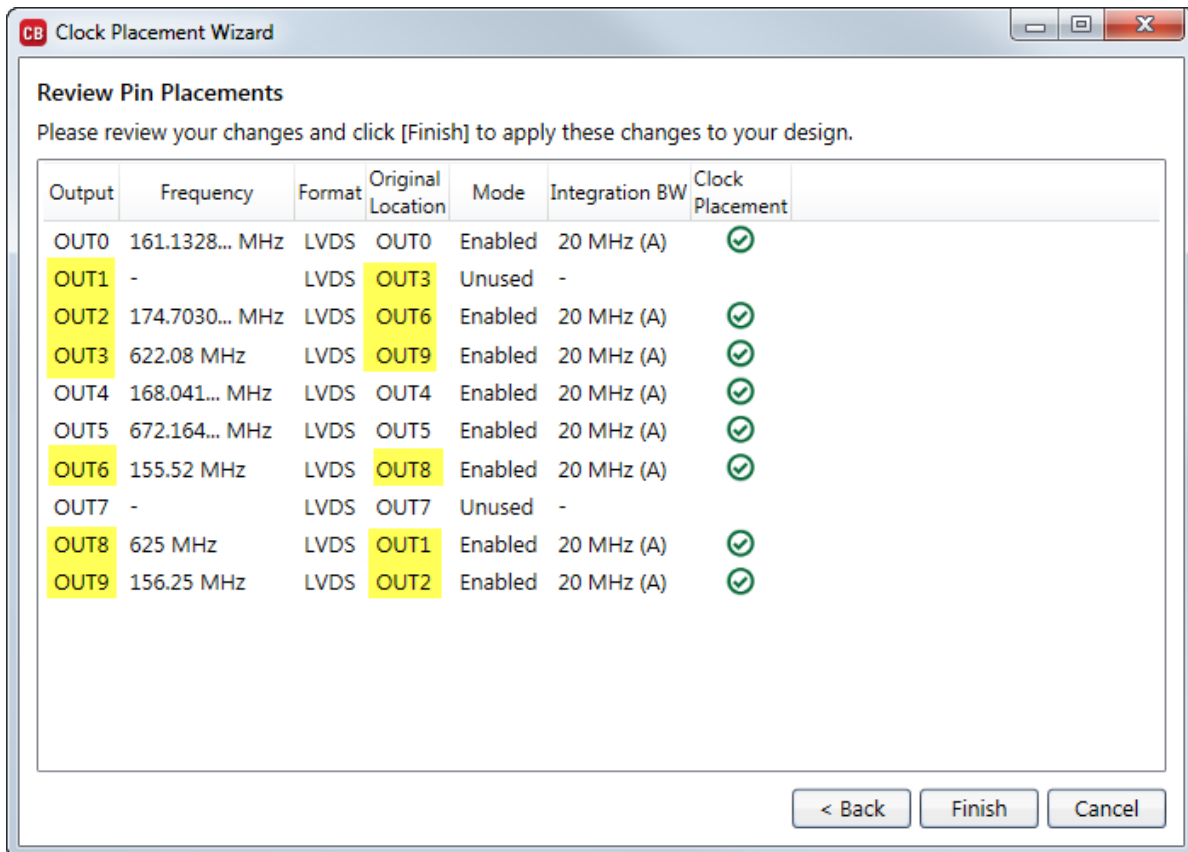 CB Clock Placement Wizard
Review Pin Placements
Please review your changes and click [Finish] to apply these changes to your design.
Output Frequency Format Original Location Mode Integration BW Clock Placement
OUT0 161.1328... MHz LVDS OUT0 Enabled 20 MHz (A)
OUT1 - LVDS OUT3 Unused -
OUT2 174.7030... MHz LVDS OUT6 Enabled 20 MHz (A)
OUT3 622.08 MHz LVDS OUT9 Enabled 20 MHz (A)
OUT4 168.041... MHz LVDS OUT4 Enabled 20 MHz (A)
OUT5 672.164... MHz LVDS OUT5 Enabled 20 MHz (A)
OUT6 155.52 MHz LVDS OUT8 Enabled 20 MHz (A)
OUT7 - LVDS OUT7 Unused -
OUT8 625 MHz LVDS OUT1 Enabled 20 MHz (A)
OUT9 156.25 MHz LVDS OUT2 Enabled 20 MHz (A)
< Back Finish Cancel